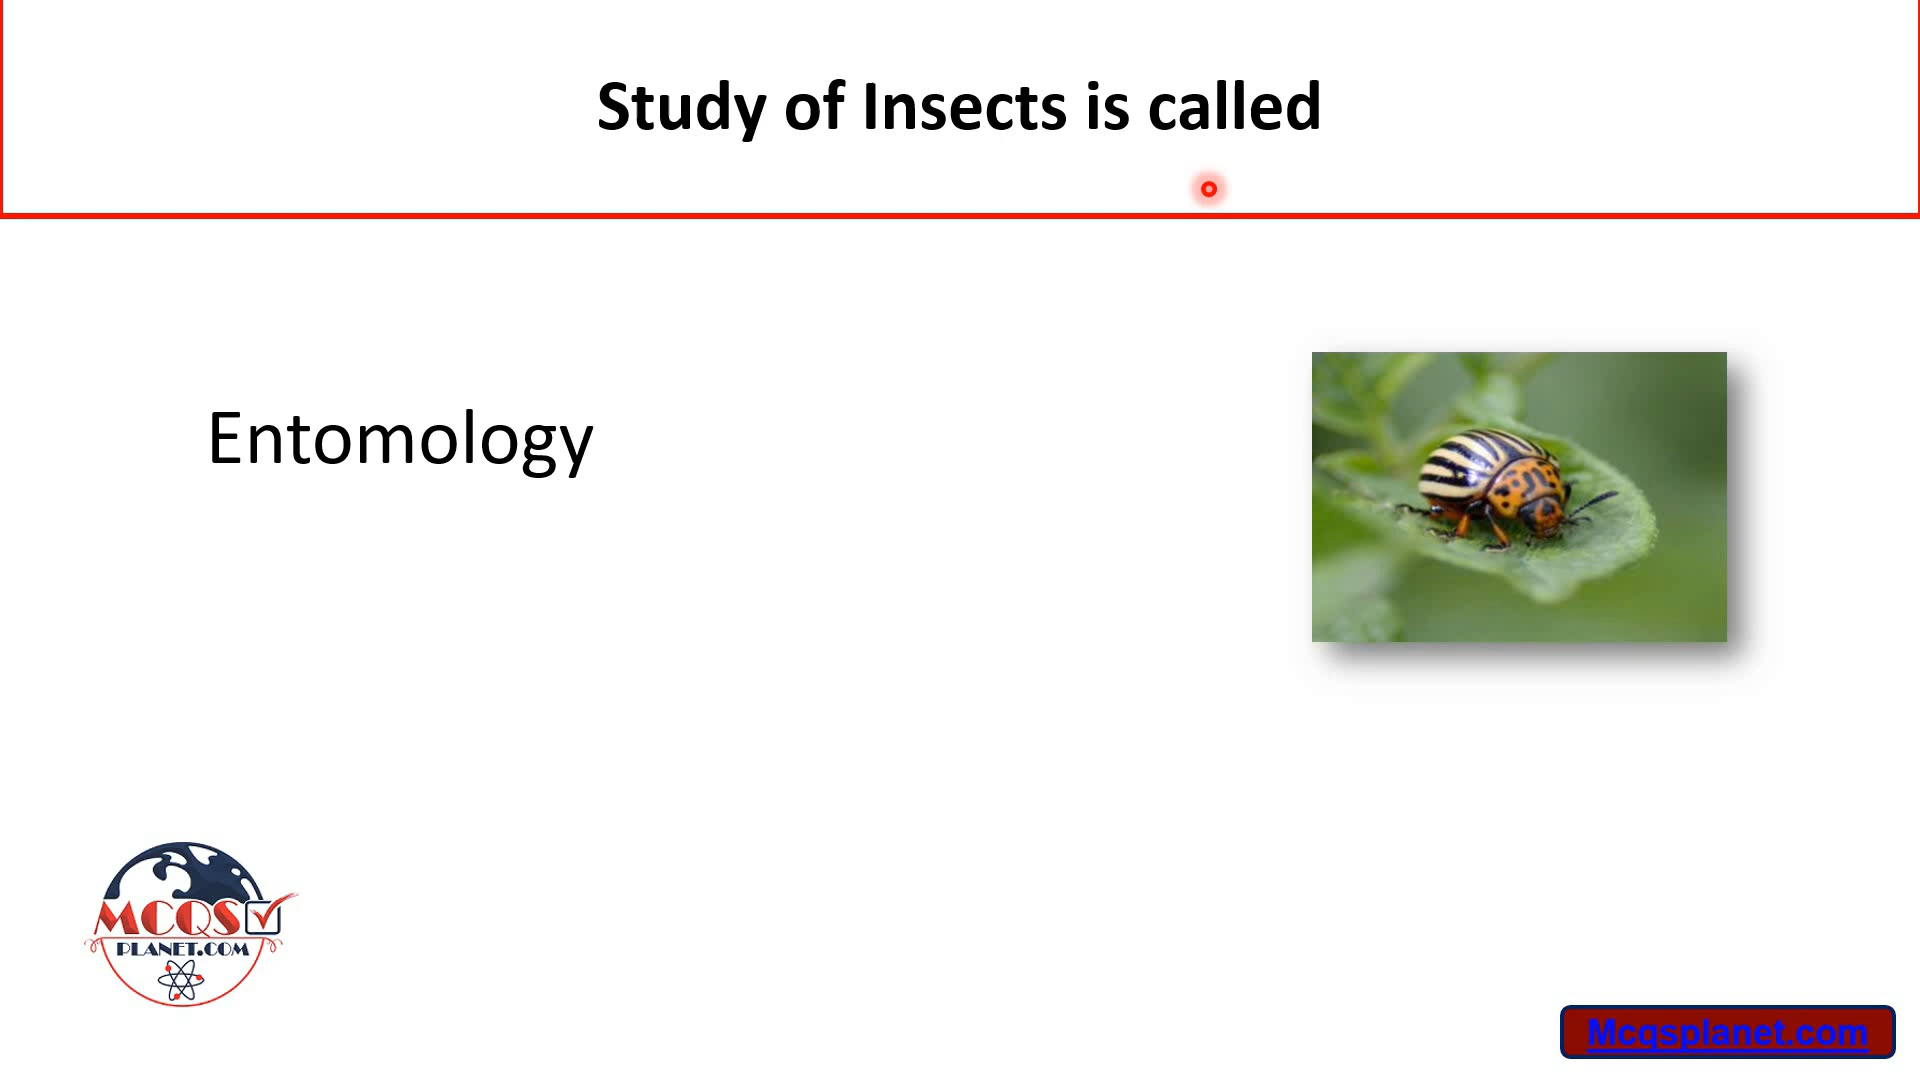 Study of Insects is called
Entomology
MCQS
PLANET.COM
Mcqsplanet.com